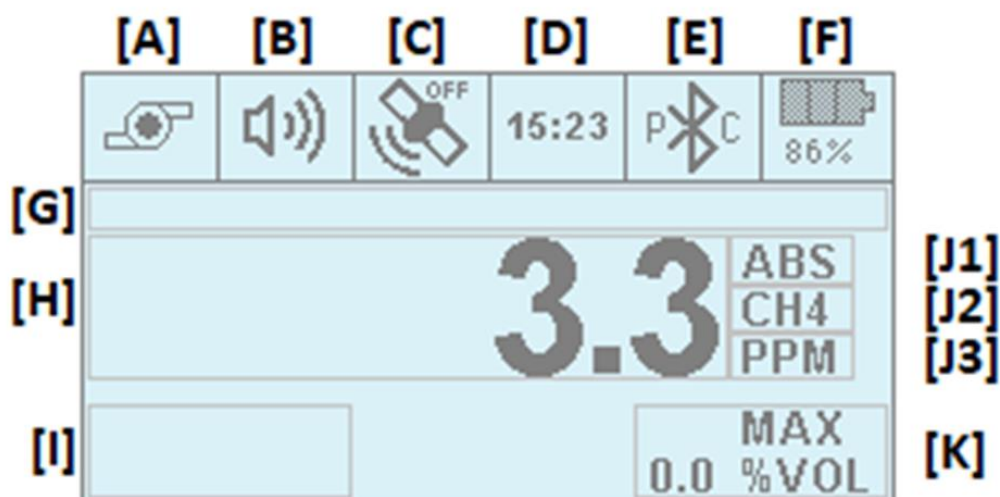 [A] [B] [C] [D] [E] [F]
OFF
15:23 P C
86%
[G]
[H] 3.3 ABS [J1]
CH4 [J2]
PPM [J3]
[I] MAX [K]
0.0 %VOL